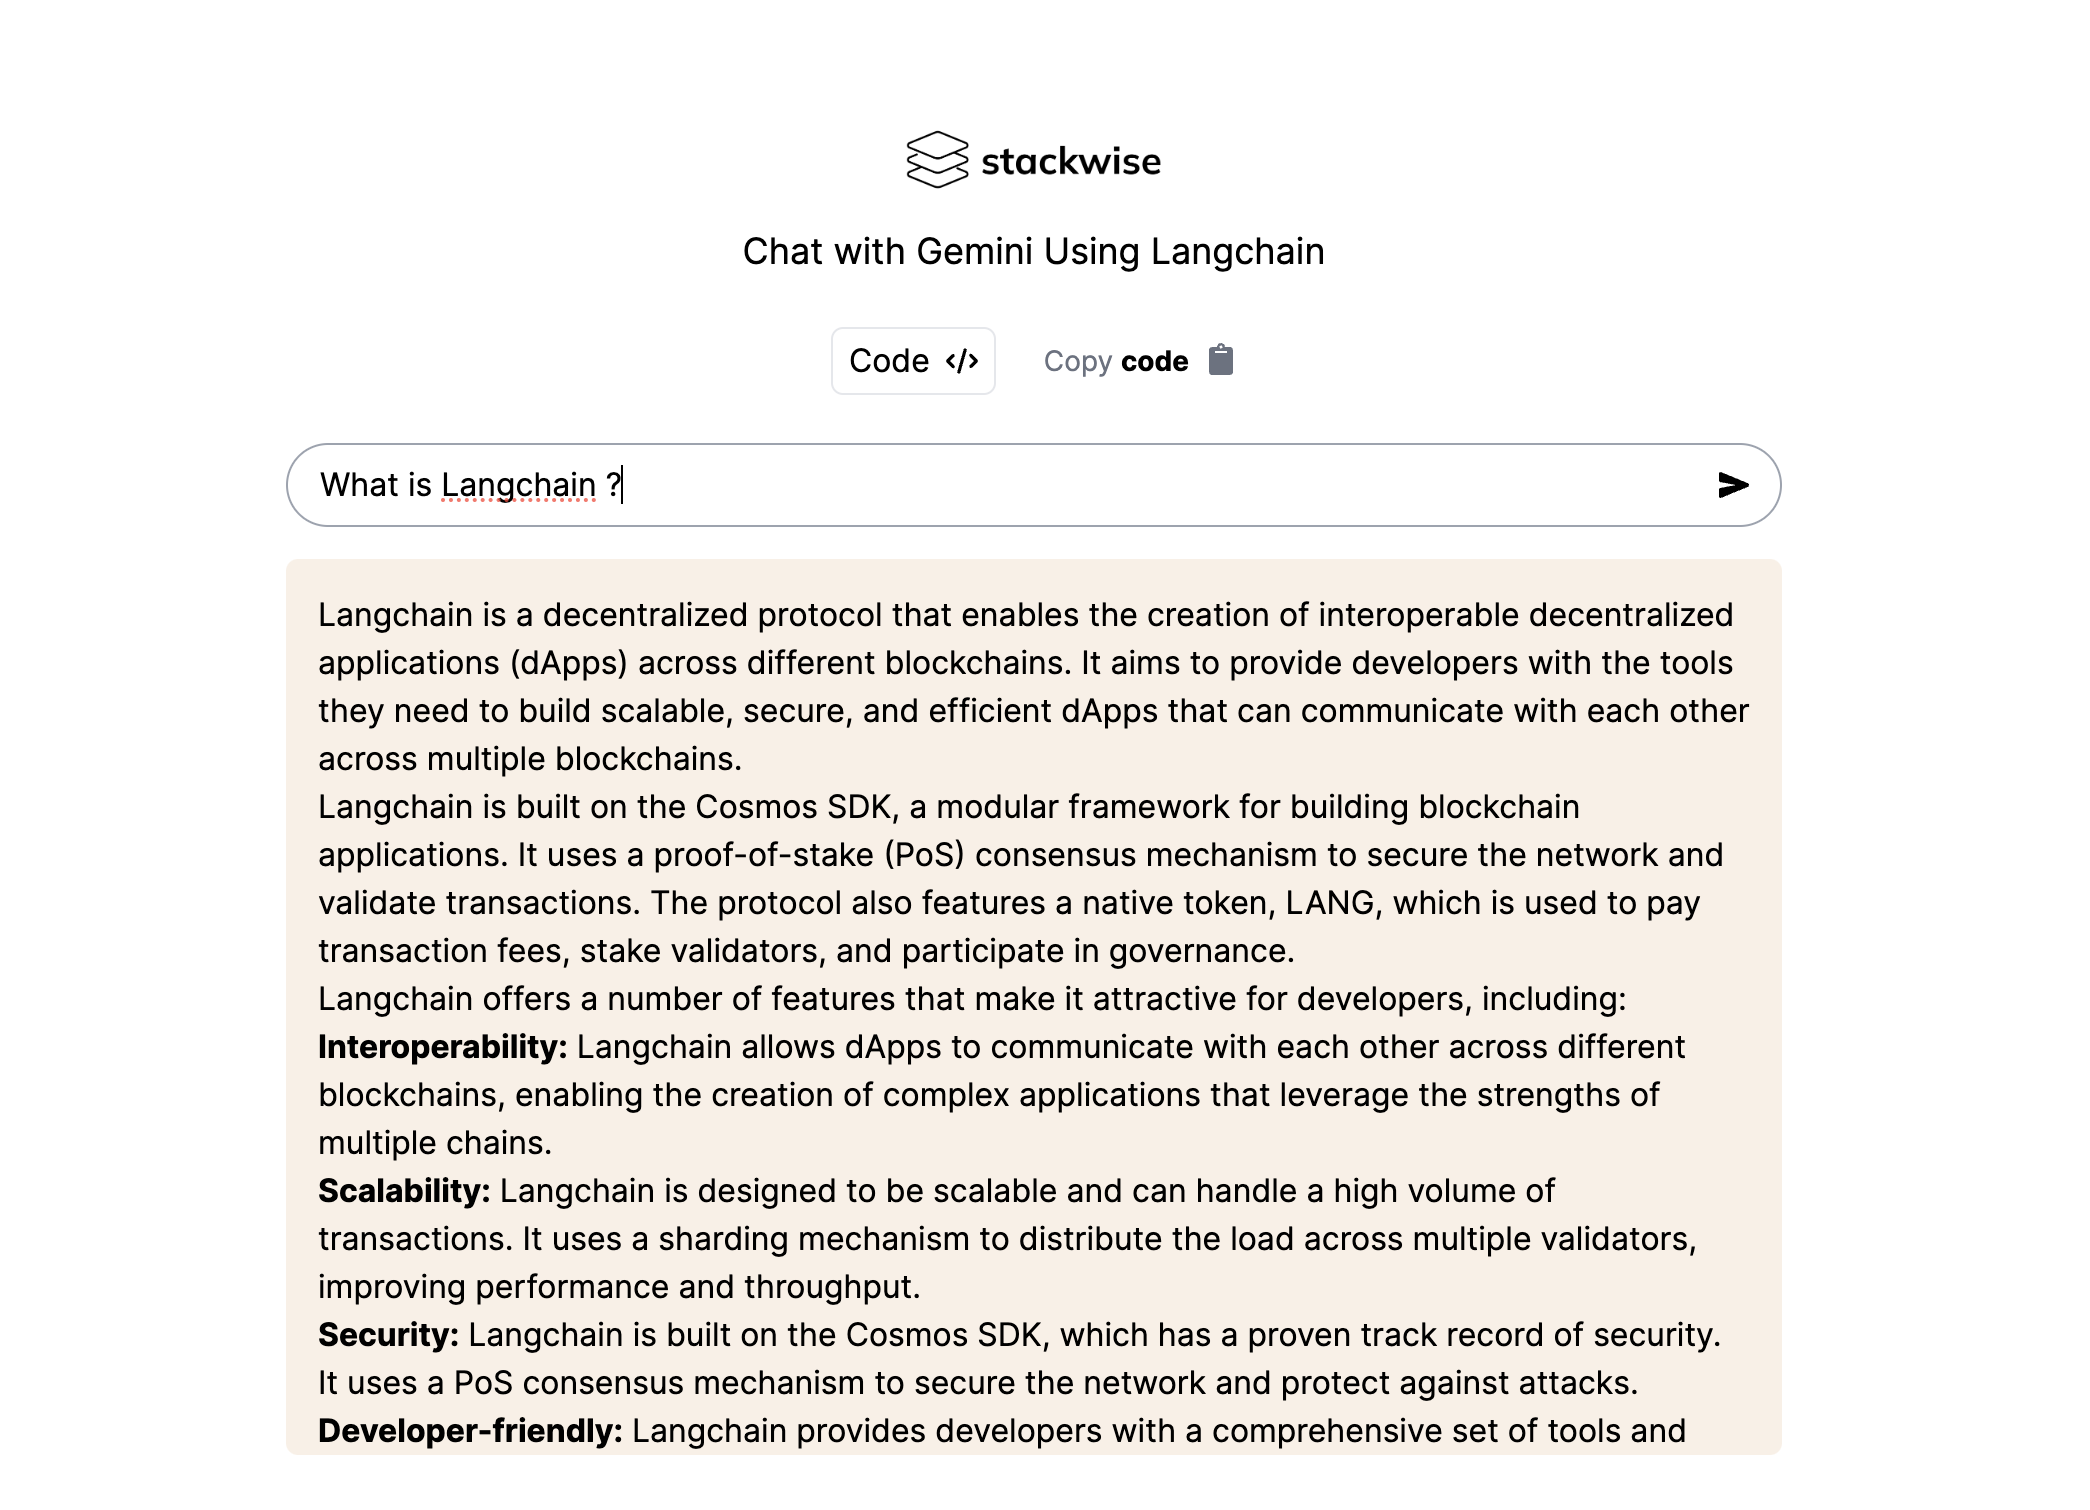 stackwise
Chat with Gemini Using Langchain
Code </>
Copy code
What is Langchain ?
Langchain is a decentralized protocol that enables the creation of interoperable decentralized
applications (dApps) across different blockchains. It aims to provide developers with the tools
they need to build scalable, secure, and efficient dApps that can communicate with each other
across multiple blockchains.
Langchain is built on the Cosmos SDK, a modular framework for building blockchain
applications. It uses a proof-of-stake (PoS) consensus mechanism to secure the network and
validate transactions. The protocol also features a native token, LANG, which is used to pay
transaction fees, stake validators, and participate in governance.
Langchain offers a number of features that make it attractive for developers, including:
Interoperability: Langchain allows dApps to communicate with each other across different
blockchains, enabling the creation of complex applications that leverage the strengths of
multiple chains.
Scalability: Langchain is designed to be scalable and can handle a high volume of
transactions. It uses a sharding mechanism to distribute the load across multiple validators,
improving performance and throughput.
Security: Langchain is built on the Cosmos SDK, which has a proven track record of security.
It uses a PoS consensus mechanism to secure the network and protect against attacks.
Developer-friendly: Langchain provides developers with a comprehensive set of tools and